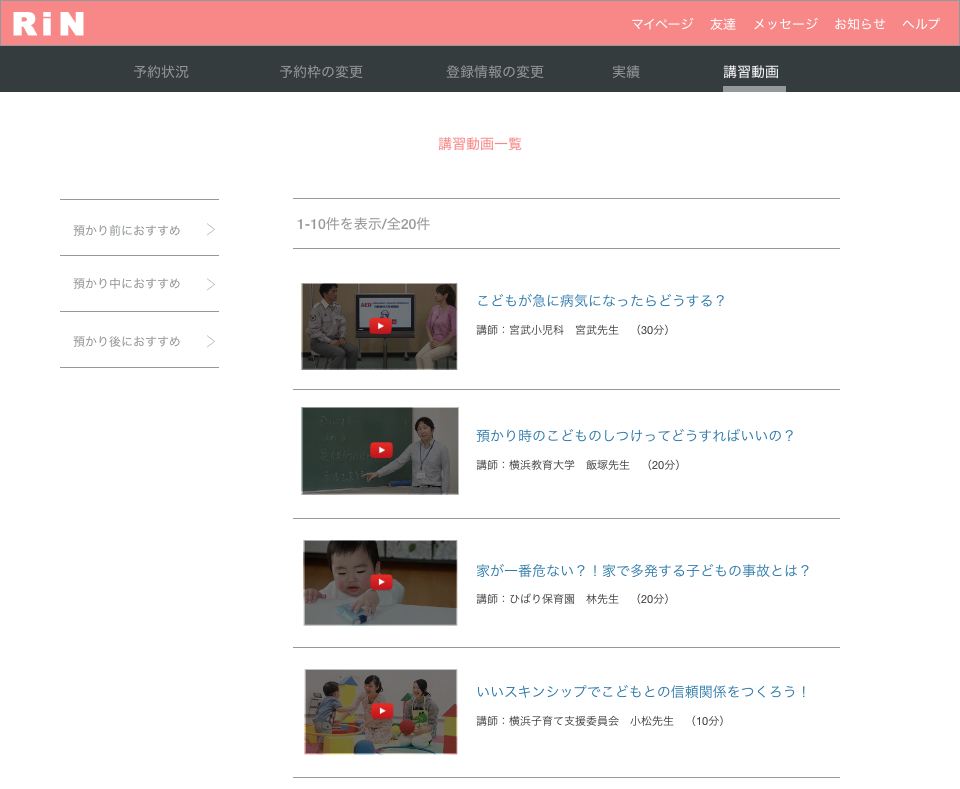 RiN
マイページ 友達 メッセージ お知らせ ヘルプ
予約状況 予約枠の変更 登録情報の変更 実績 講習動画
講習動画一覧
預かり前におすすめ
預かり中におすすめ
預かり後におすすめ
1-10件を表示/全20件
AED
こどもが急に病気になったらどうする？
講師：宮武小児科　宮武先生　（30分）
預かり時のこどものしつけってどうすればいいの？
講師：横浜教育大学　飯塚先生　（20分）
家が一番危ない？！家で多発する子どもの事故とは？
講師：ひばり保育園　林先生　（20分）
いいスキンシップでこどもとの信頼関係をつくろう！
講師：横浜子育て支援委員会　小松先生　（10分）